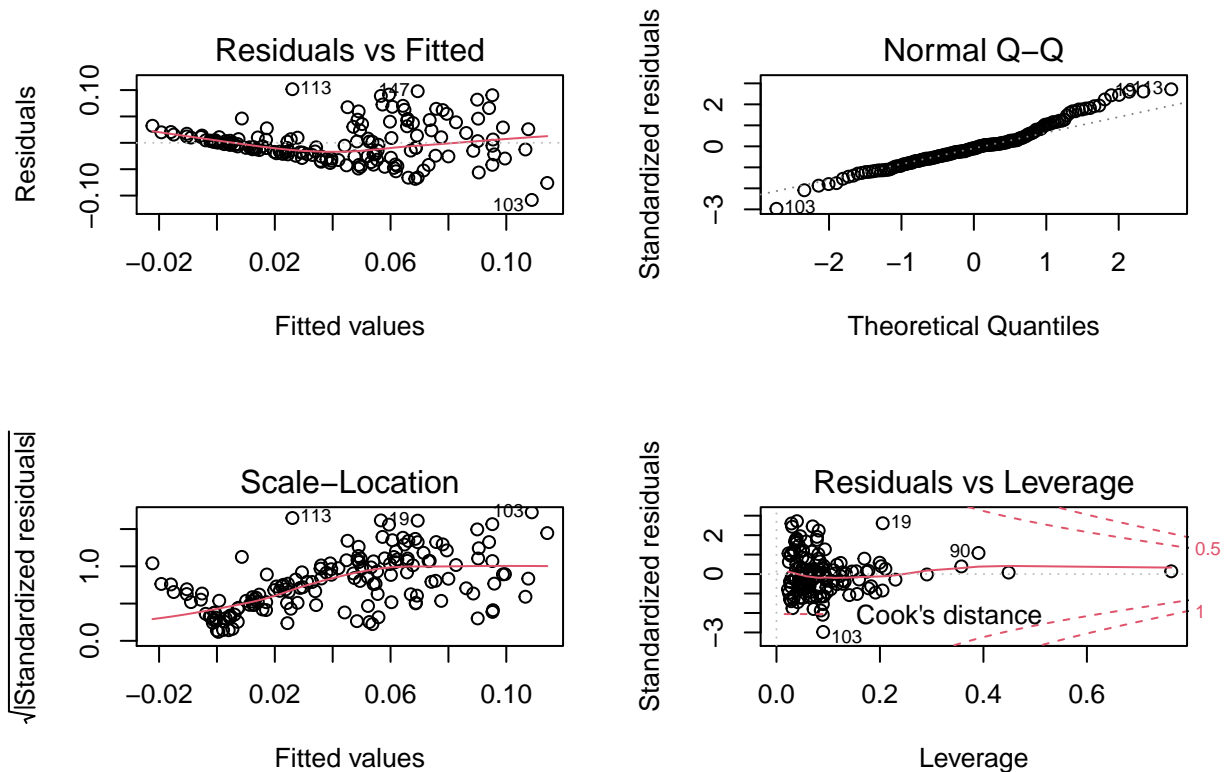 Residuals vs Fitted
Residuals
0.10
−0.10
113
147
103
−0.02 0.02 0.06 0.10
Fitted values
Normal Q−Q
Standardized residuals
2
0
−3
113
103
−2 −1 0 1 2
Theoretical Quantiles
Scale−Location
√|Standardized residuals|
1.0
0.0
113
19
103
−0.02 0.02 0.06 0.10
Fitted values
Residuals vs Leverage
Standardized residuals
2
0
−3
19
90
103
Cook's distance
0.5
1
0.0 0.2 0.4 0.6
Leverage